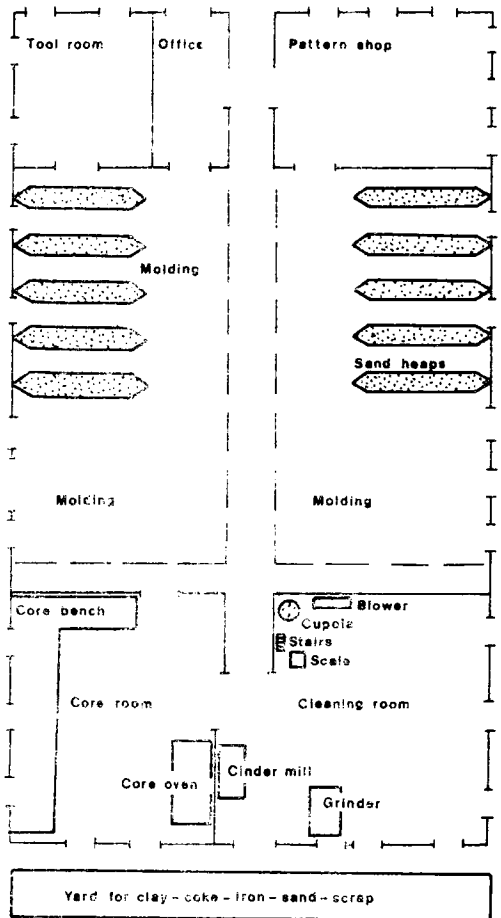 Tool room
Office
Pattern shop
Molding
Sand heaps
Molding
Molding
Core bench
Blower
Cupola
Stairs
Scale
Core room
Cleaning room
Core oven
Cinder mill
Grinder
Yard for clay - coke - iron - sand - scrap